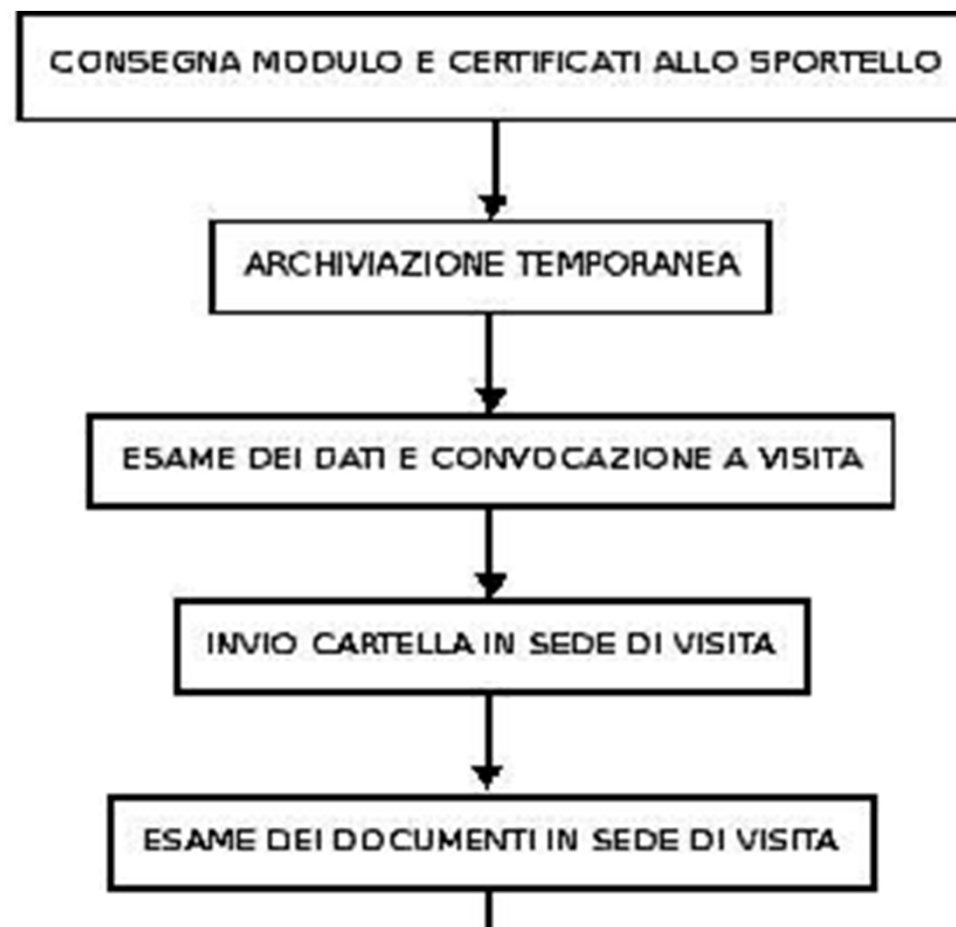 CONSEGNA MODULO E CERTIFICATI ALLO SPORTELLO
ARCHIVIAZIONE TEMPORANEA
ESAME DEI DATI E CONVOCAZIONE A VISITA
INVIO CARTELLA IN SEDE DI VISITA
ESAME DEI DOCUMENTI IN SEDE DI VISITA